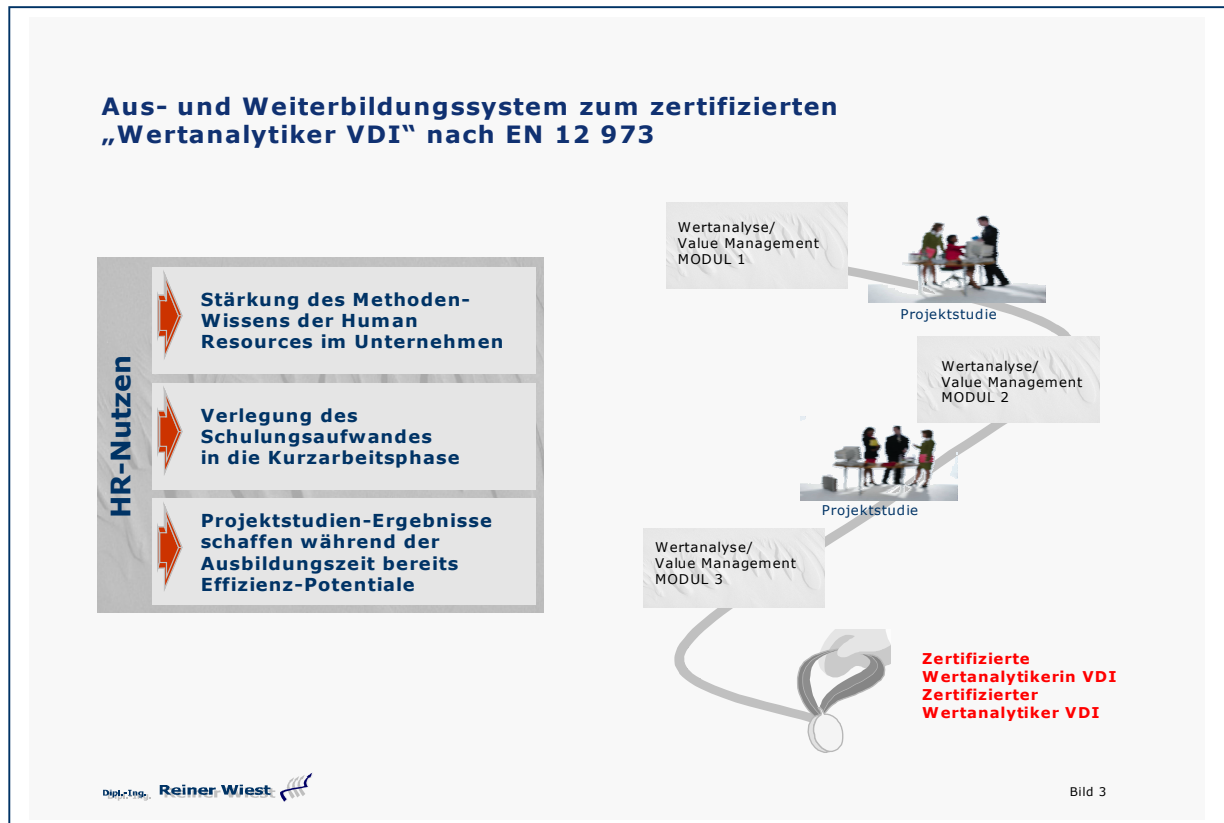 Aus- und Weiterbildungssystem zum zertifizierten
„Wertanalytiker VDI“ nach EN 12 973
HR-Nutzen
Stärkung des Methoden-
Wissens der Human
Resources im Unternehmen
Verlegung des
Schulungsaufwandes
in die Kurzarbeitsphase
Projektstudien-Ergebnisse
schaffen während der
Ausbildungszeit bereits
Effizienz-Potentiale
Wertanalyse/
Value Management
MODUL 1
Projektstudie
Wertanalyse/
Value Management
MODUL 2
Projektstudie
Wertanalyse/
Value Management
MODUL 3
Zertifizierte
Wertanalytikerin VDI
Zertifizierter
Wertanalytiker VDI
Dipl.-Ing. Reiner Wiest
Bild 3